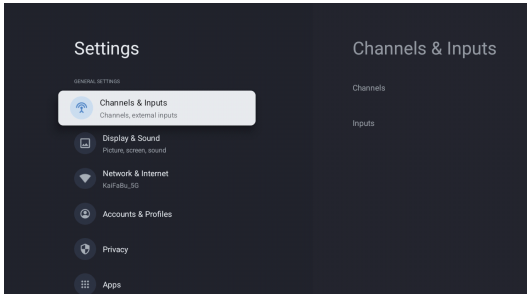 Settings
GENERAL SETTINGS
Channels & Inputs
Channels, external inputs
Display & Sound
Picture, screen, sound
Network & Internet
KaiFaBu_5G
Accounts & Profiles
Privacy
Apps
Channels & Inputs
Channels
Inputs